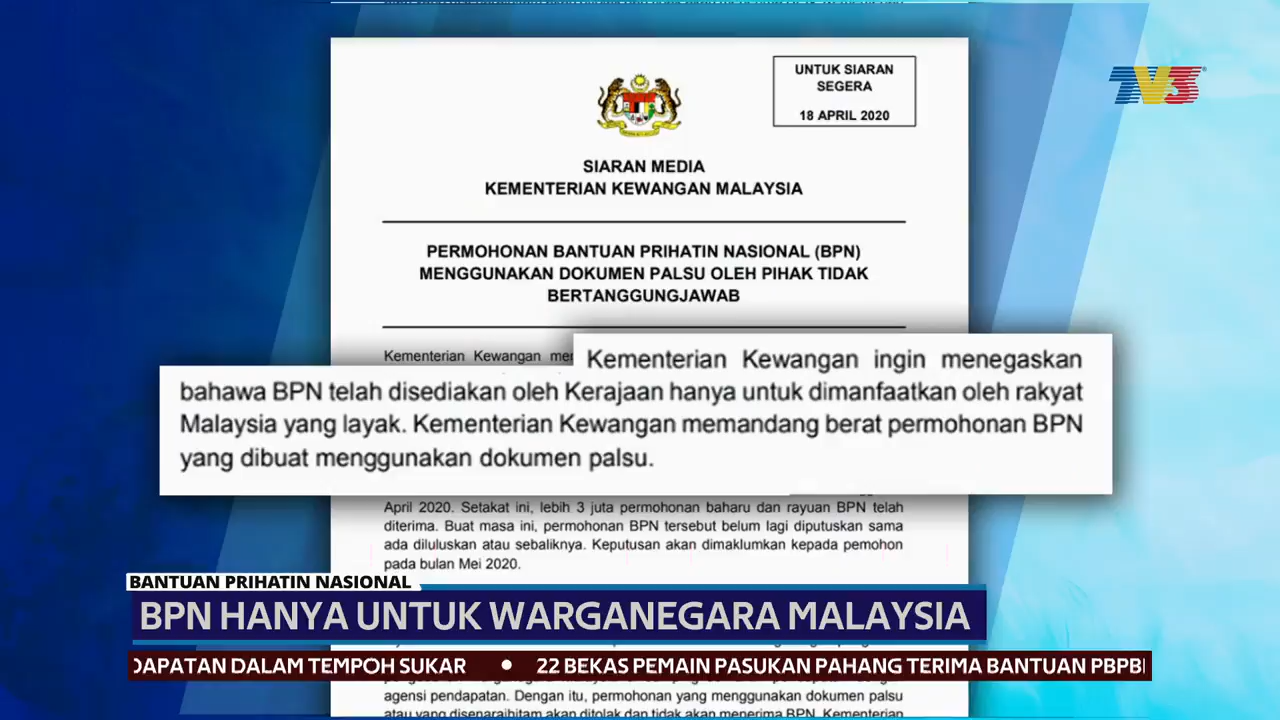 TV3
UNTUK SIARAN
SEGERA
18 APRIL 2020
SIARAN MEDIA
KEMENTERIAN KEWANGAN MALAYSIA
PERMOHONAN BANTUAN PRIHATIN NASIONAL (BPN)
MENGGUNAKAN DOKUMEN PALSU OLEH PIHAK TIDAK
BERTANGGUNGJAWAB
Kementerian Kewangan
Kementerian Kewangan ingin menegaskan
bahawa BPN telah disediakan oleh Kerajaan hanya untuk dimanfaatkan oleh rakyat
Malaysia yang layak. Kementerian Kewangan memandang berat permohonan BPN
yang dibuat menggunakan dokumen palsu.
April 2020. Setakat ini, lebih 3 juta permohonan baharu dan rayuan BPN telah
diterima. Buat masa ini, permohonan BPN tersebut belum lagi diputuskan sama
ada diluluskan atau sebaliknya. Keputusan akan dimaklumkan kepada pemohon
pada bulan Mei 2020.
BANTUAN PRIHATIN NASIONAL
BPN HANYA UNTUK WARGANEGARA MALAYSIA
DAPATAN DALAM TEMPOH SUKAR • 22 BEKAS PEMAIN PASUKAN PAHANG TERIMA BANTUAN PBPB
agensi pendapatan. Dengan itu, permohonan yang menggunakan dokumen palsu
atau yang disenaraihitam akan ditolak dan tidak akan menerima BPN. Kementerian